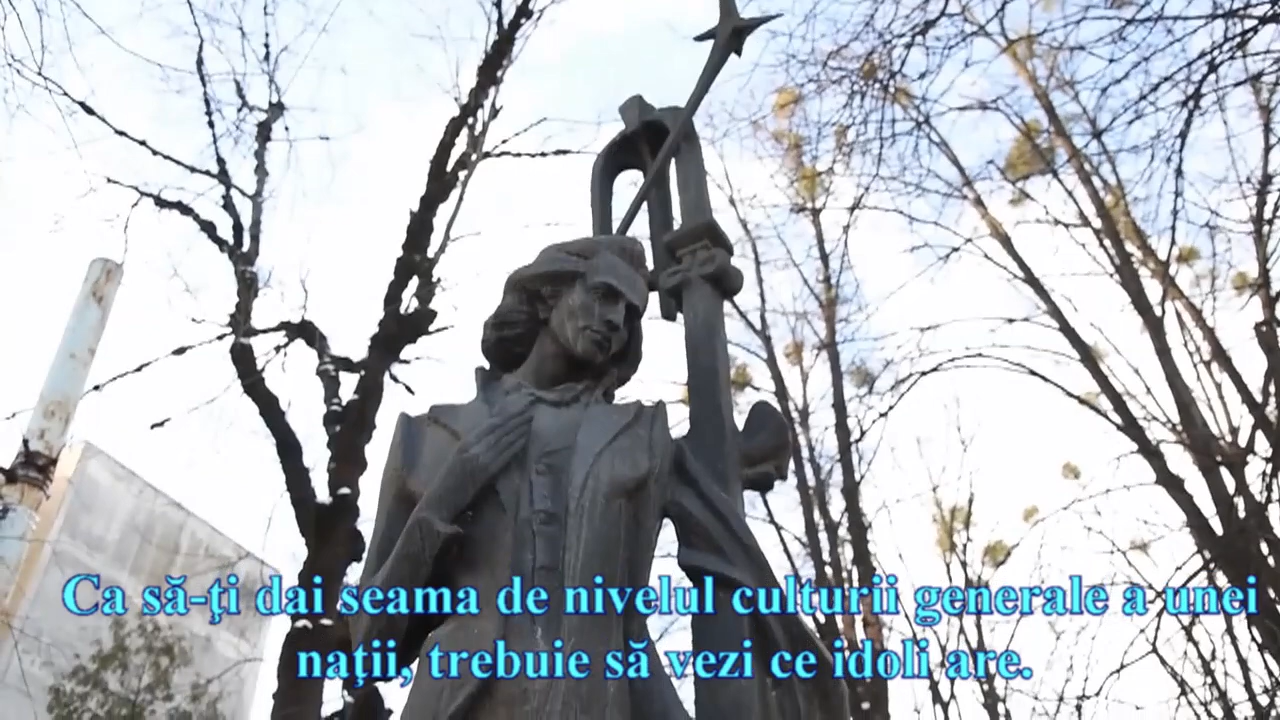 Ca să-ţi dai seama de nivelul culturii generale a unei
naţii, trebuie să vezi ce idoli are.